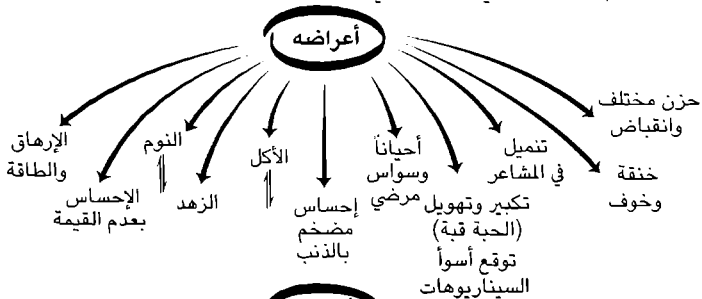 أعراضه
حزن مختلف
وانقباض
خنقة
وخوف
تنميل
في المشاعر
تكبير وتهويل
(الحبة قبة)
توقع أسوأ
السيناريوهات
أحياناً
وسواس
مرضي
إحساس
مضخم
بالذنب
الأكل
الزهد
النوم
الإحساس
بعدم القيمة
الإرهاق
والطاقة